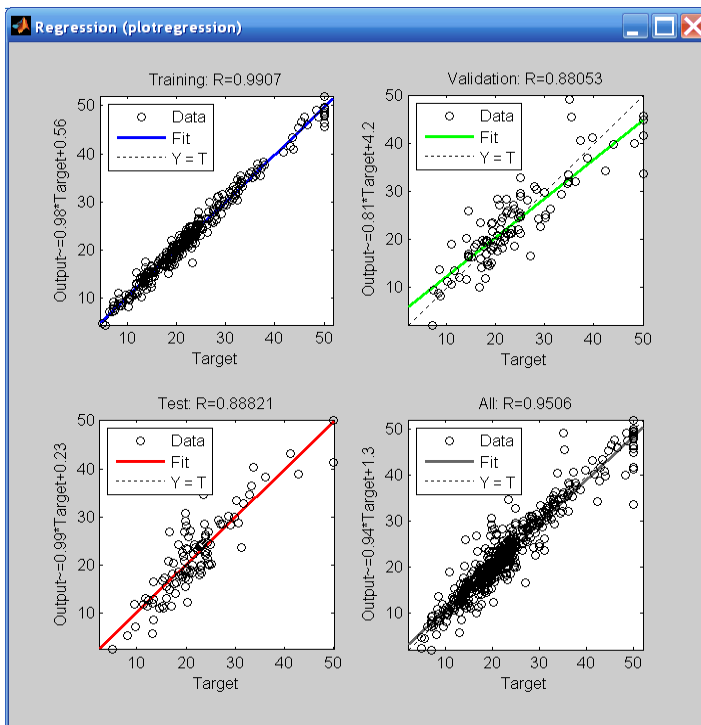 Regression (plotregression)
Training: R=0.9907
Output~=0.98*Target+0.56
50
40
30
20
10
Data
Fit
Y = T
10 20 30 40 50
Target
Validation: R=0.88053
Output~=0.81*Target+4.2
50
40
30
20
10
Data
Fit
Y = T
10 20 30 40 50
Target
Test: R=0.88821
Output~=0.99*Target+0.23
50
40
30
20
10
Data
Fit
Y = T
10 20 30 40 50
Target
All: R=0.9506
Output~=0.94*Target+1.3
50
40
30
20
10
Data
Fit
Y = T
10 20 30 40 50
Target